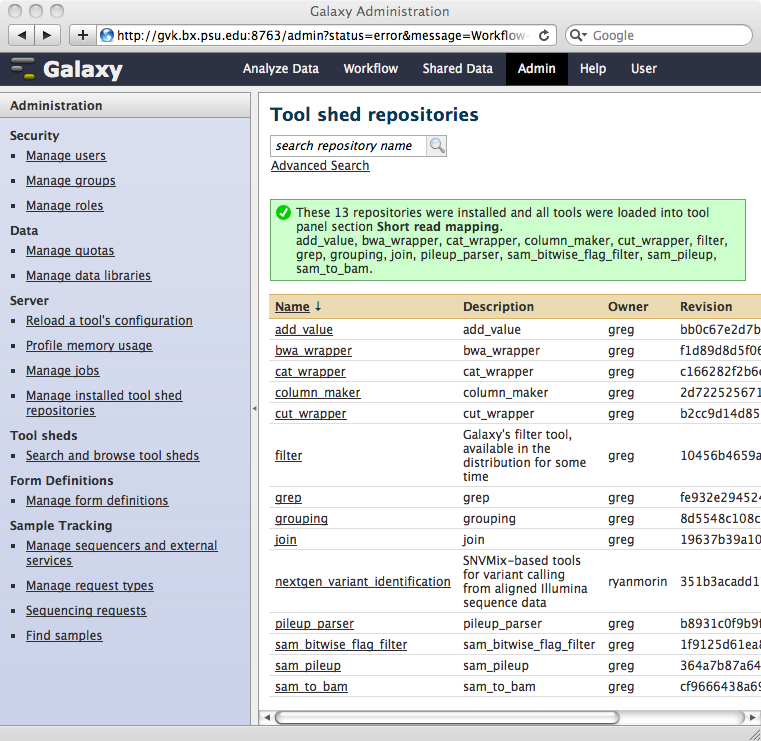 Galaxy Administration
http://gvk.bx.psu.edu:8763/admin?status=error&message=Workflow-
Google
Galaxy
Analyze Data
Workflow
Shared Data
Admin
Help
User
Administration
Security
Manage users
Manage groups
Manage roles
Data
Manage quotas
Manage data libraries
Server
Reload a tool's configuration
Profile memory usage
Manage jobs
Manage installed tool shed
repositories
Tool sheds
Search and browse tool sheds
Form Definitions
Manage form definitions
Sample Tracking
Manage sequencers and external
services
Manage request types
Sequencing requests
Find samples
Tool shed repositories
search repository name
Advanced Search
These 13 repositories were installed and all tools were loaded into tool
panel section Short read mapping.
add_value, bwa_wrapper, cat_wrapper, column_maker, cut_wrapper, filter,
grep, grouping, join, pileup_parser, sam_bitwise_flag_filter, sam_pileup,
sam_to_bam.
Name ↓ Description Owner Revision
add_value add_value greg bb0c67e2d7b
bwa_wrapper bwa_wrapper greg f1d89d8d5f06
cat_wrapper cat_wrapper greg c166282f2b6
column_maker column_maker greg 2d722525671
cut_wrapper cut_wrapper greg b2cc9d14d85
filter Galaxy's filter tool,
available in the
distribution for some
time greg 10456b4659a
grep grep greg fe932e294524
grouping grouping greg 8d5548c108c
join join greg 19637b39a10
nextgen_variant_identification SNVMix-based tools
for variant calling
from aligned Illumina
sequence data ryanmorin 351b3acadd1
pileup_parser pileup_parser greg b8931c0f9b9f
sam_bitwise_flag_filter sam_bitwise_flag_filter greg 1f9125d61ea8
sam_pileup sam_pileup greg 364a7b87a64
sam_to_bam sam_to_bam greg cf9666438a69